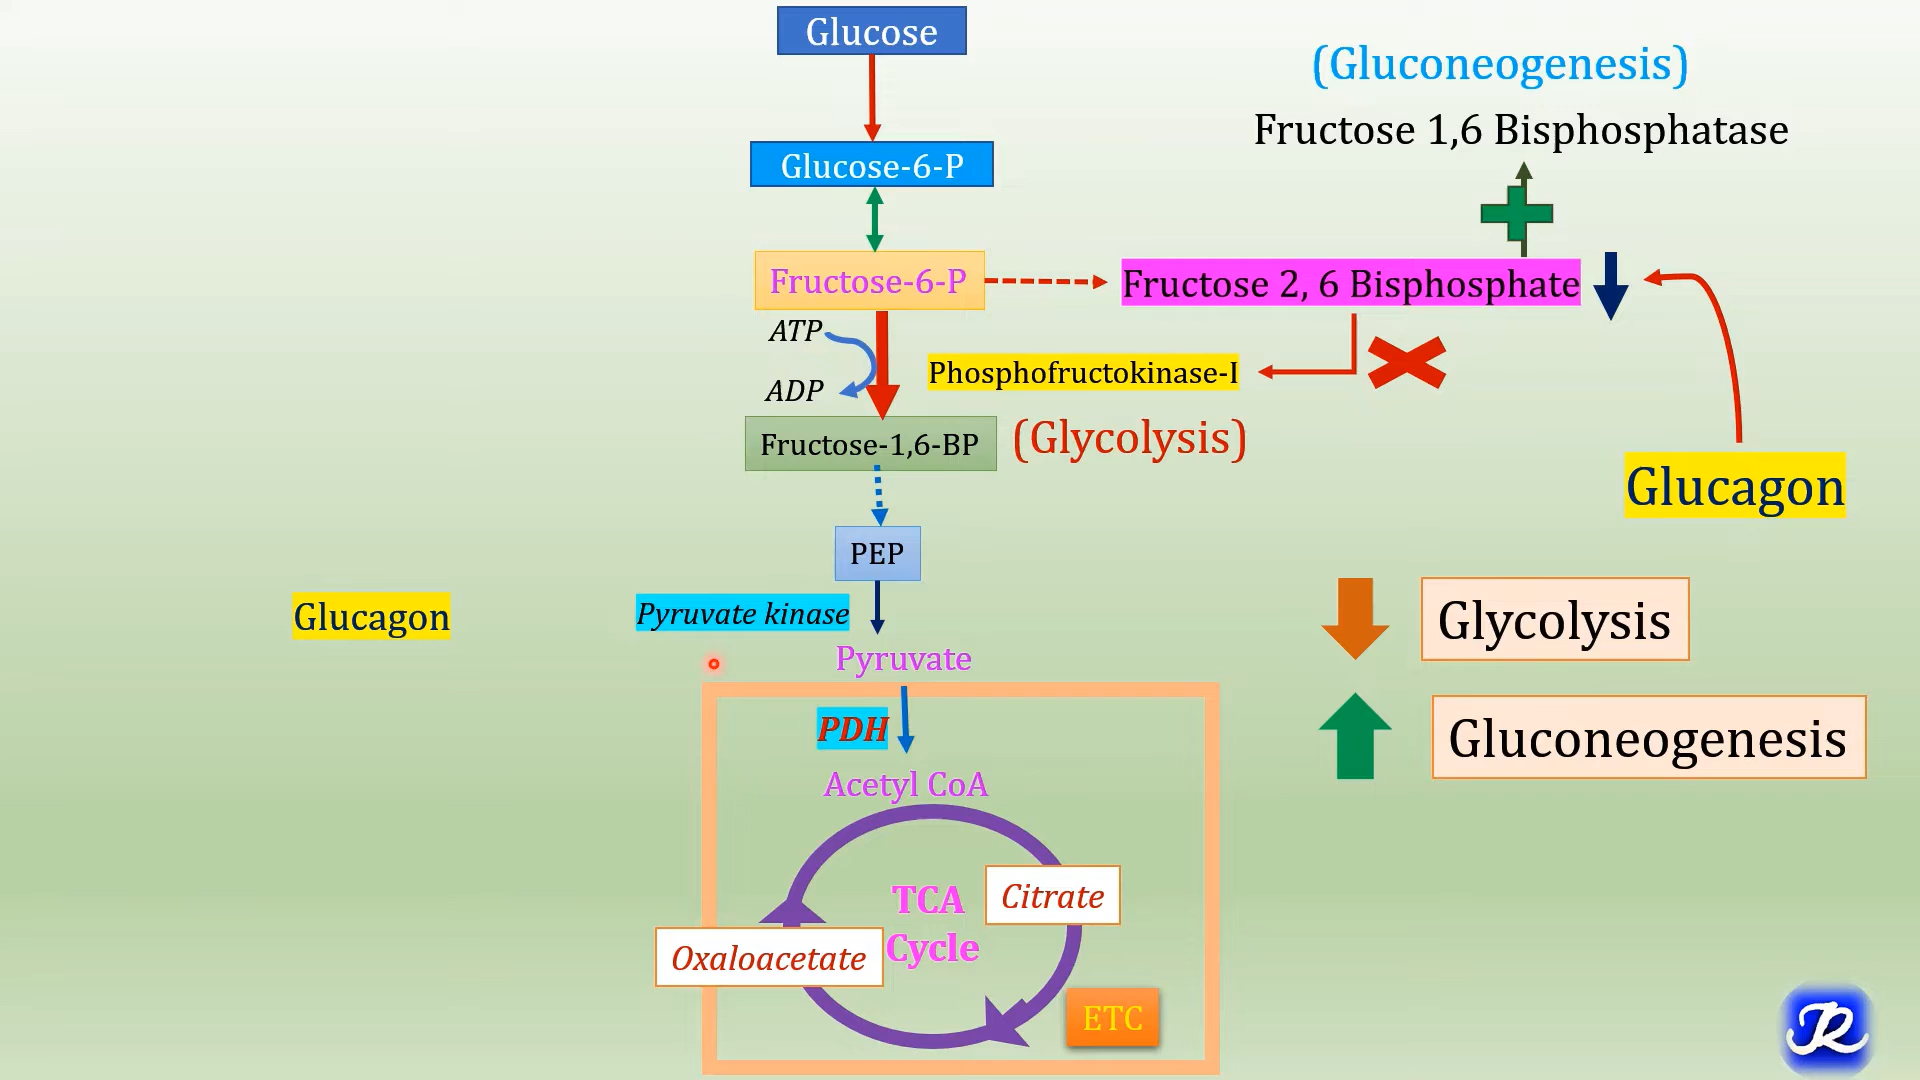 Glucose
(Gluconeogenesis)
Fructose 1,6 Bisphosphatase
Glucose-6-P
Fructose-6-P
Fructose 2, 6 Bisphosphate
ATP
Phosphofructokinase-I
ADP
Fructose-1,6-BP
(Glycolysis)
Glucagon
PEP
Glucagon
Pyruvate kinase
Glycolysis
Pyruvate
PDH
Gluconeogenesis
Acetyl CoA
TCA
Cycle
Citrate
Oxaloacetate
ETC
JR